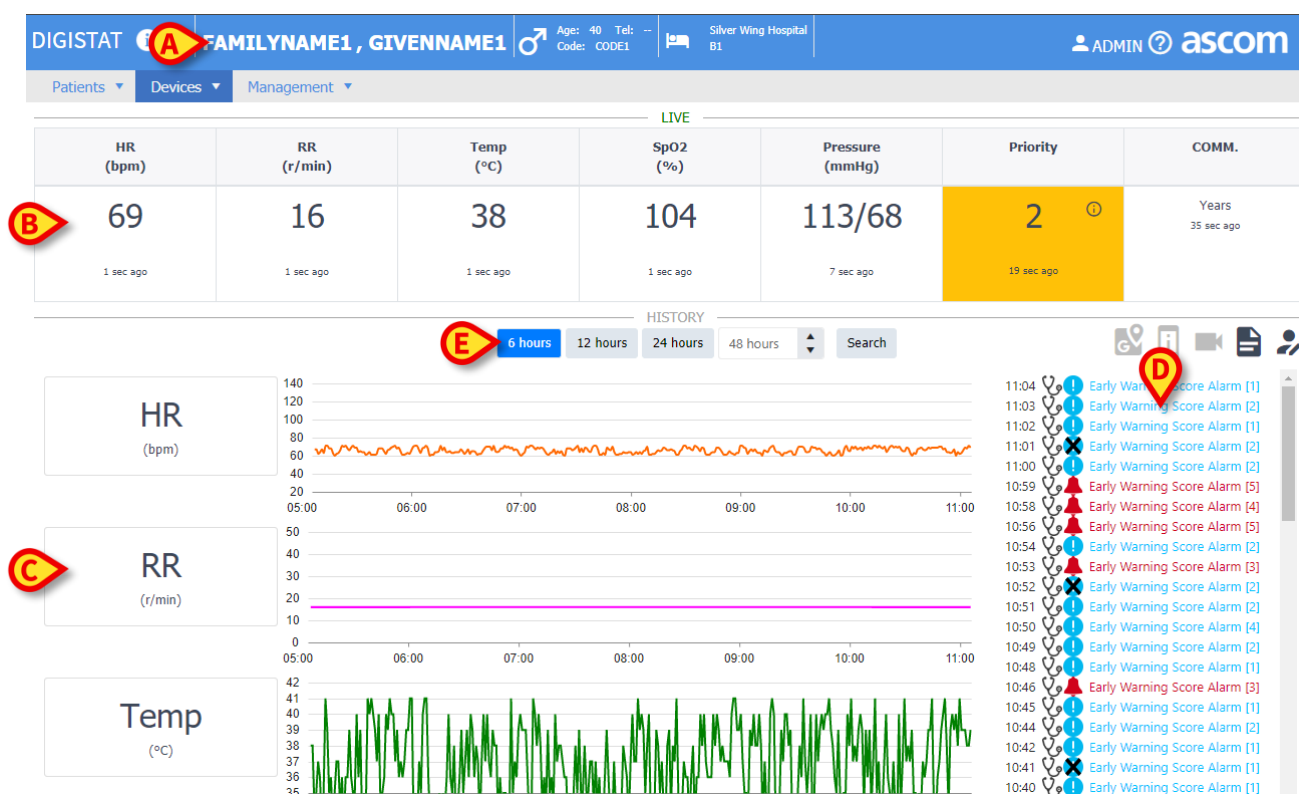 DIGISTAT A FAMILYNAME1 , GIVENNAME1 Age: 40 Tel: -- Silver Wing Hospital
Code: CODE1 B1 ADMIN ? ascom
Patients Devices Management
LIVE
HR RR Temp SpO2 Pressure Priority COMM.
(bpm) (r/min) (°C) (%) (mmHg)
B 69 16 38 104 113/68 2 Years
35 sec ago
1 sec ago 1 sec ago 1 sec ago 1 sec ago 7 sec ago 19 sec ago
HISTORY
E 6 hours 12 hours 24 hours 48 hours Search
D
HR
(bpm)
140
120
100
80
60
40
20
05:00 06:00 07:00 08:00 09:00 10:00 11:00
C RR
(r/min)
50
40
30
20
10
0
05:00 06:00 07:00 08:00 09:00 10:00 11:00
Temp
(°C)
42
41
40
39
38
37
36
35
11:04 Early Warning Score Alarm [1]
11:03 Early Warning Score Alarm [2]
11:02 Early Warning Score Alarm [1]
11:01 Early Warning Score Alarm [2]
11:00 Early Warning Score Alarm [2]
10:59 Early Warning Score Alarm [5]
10:58 Early Warning Score Alarm [4]
10:56 Early Warning Score Alarm [5]
10:54 Early Warning Score Alarm [2]
10:53 Early Warning Score Alarm [3]
10:52 Early Warning Score Alarm [2]
10:51 Early Warning Score Alarm [2]
10:50 Early Warning Score Alarm [4]
10:49 Early Warning Score Alarm [2]
10:48 Early Warning Score Alarm [1]
10:46 Early Warning Score Alarm [3]
10:45 Early Warning Score Alarm [1]
10:44 Early Warning Score Alarm [2]
10:42 Early Warning Score Alarm [1]
10:41 Early Warning Score Alarm [1]
10:40 Early Warning Score Alarm [1]